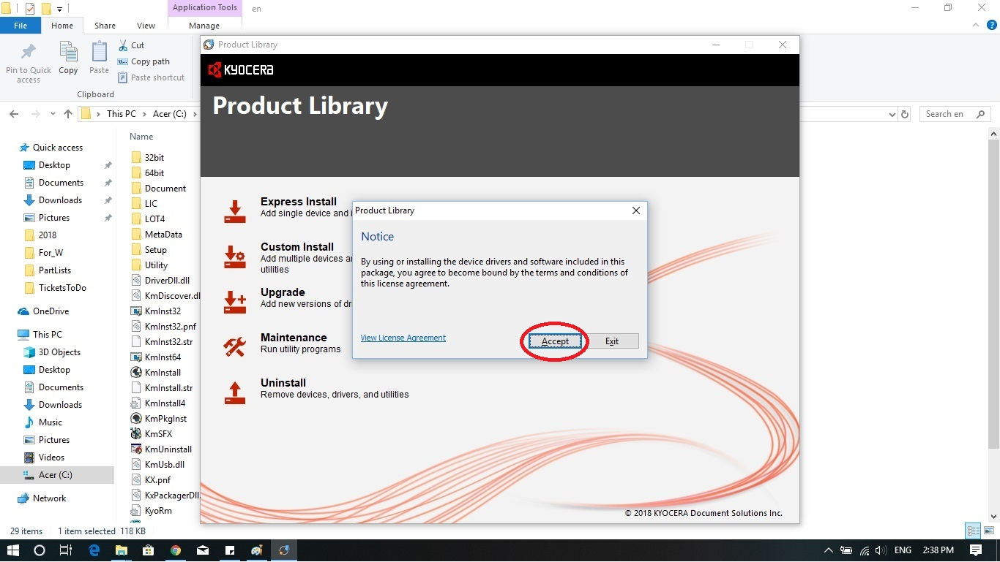 Application Tools
en
File
Home
Share
View
Manage
Pin to Quick
access
Copy
Paste
Cut
Copy path
Paste shortcut
Clipboard
This PC
Acer (C:)
Search en
Quick access
Desktop
Documents
Downloads
Pictures
2018
For_W
PartLists
TicketsToDo
OneDrive
This PC
3D Objects
Desktop
Documents
Downloads
Music
Pictures
Videos
Acer (C:)
Network
Name
32bit
64bit
Document
LIC
LOT4
MetaData
Setup
Utility
DriverDll.dll
KmDiscover.dl
KmInst32
KmInst32.pnf
KmInst32.str
KmInst64
KmInstall
KmInstall.str
KmInstall4
KmPkgInst
KmSFX
KmUninstall
KmUsb.dll
KX.pnf
KxPackagerDll.
KyoRm
Product Library
KYOCERA
Product Library
Express Install
Add single device and i
Custom Install
Add multiple devices an
utilities
Upgrade
Add new versions of dr
Maintenance
Run utility programs
Uninstall
Remove devices, drivers, and utilities
Product Library
Notice
By using or installing the device drivers and software included in this
package, you agree to become bound by the terms and conditions of
this license agreement.
View License Agreement
Accept
Exit
© 2018 KYOCERA Document Solutions Inc.
29 items
1 item selected 118 KB
ENG
2:38 PM